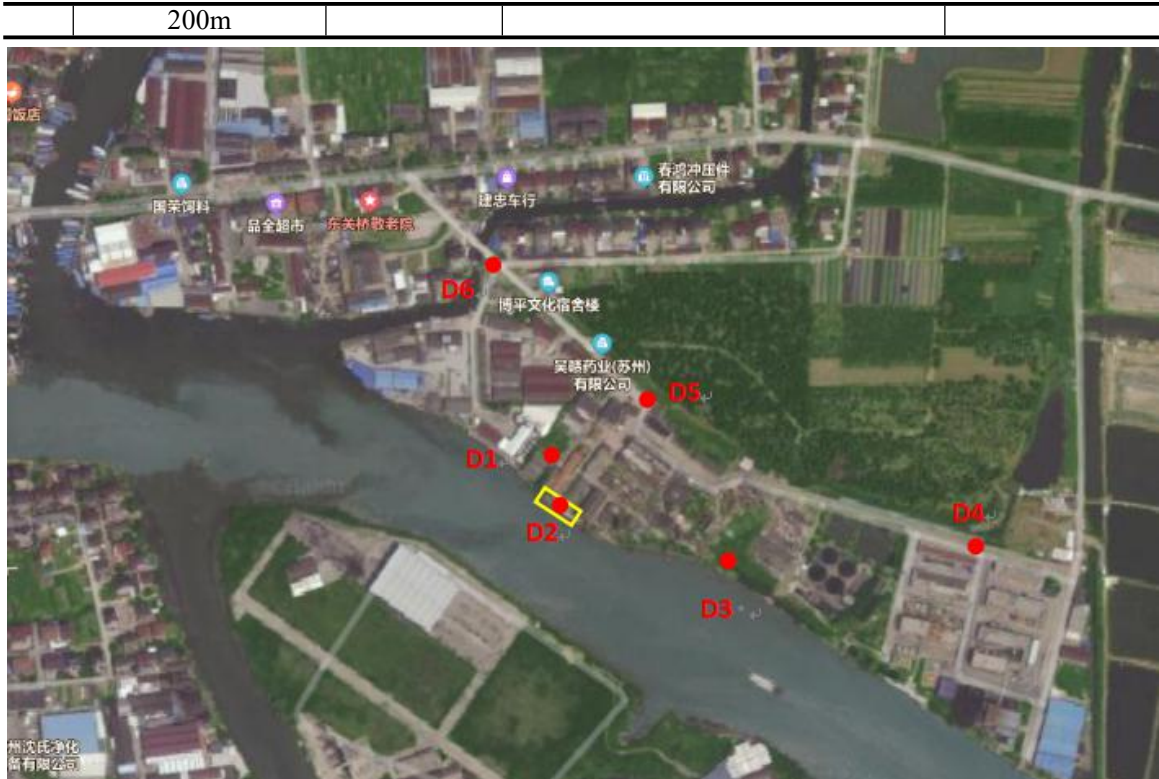 200m
饭店
春鸿冲压件
有限公司
国荣饲料
品全超市
东关桥敬老院
建忠车行
D6
博平文化宿舍楼
吴赣药业(苏州)
有限公司
D5
D1
D2
D4
D3
州沈氏净化
备有限公司